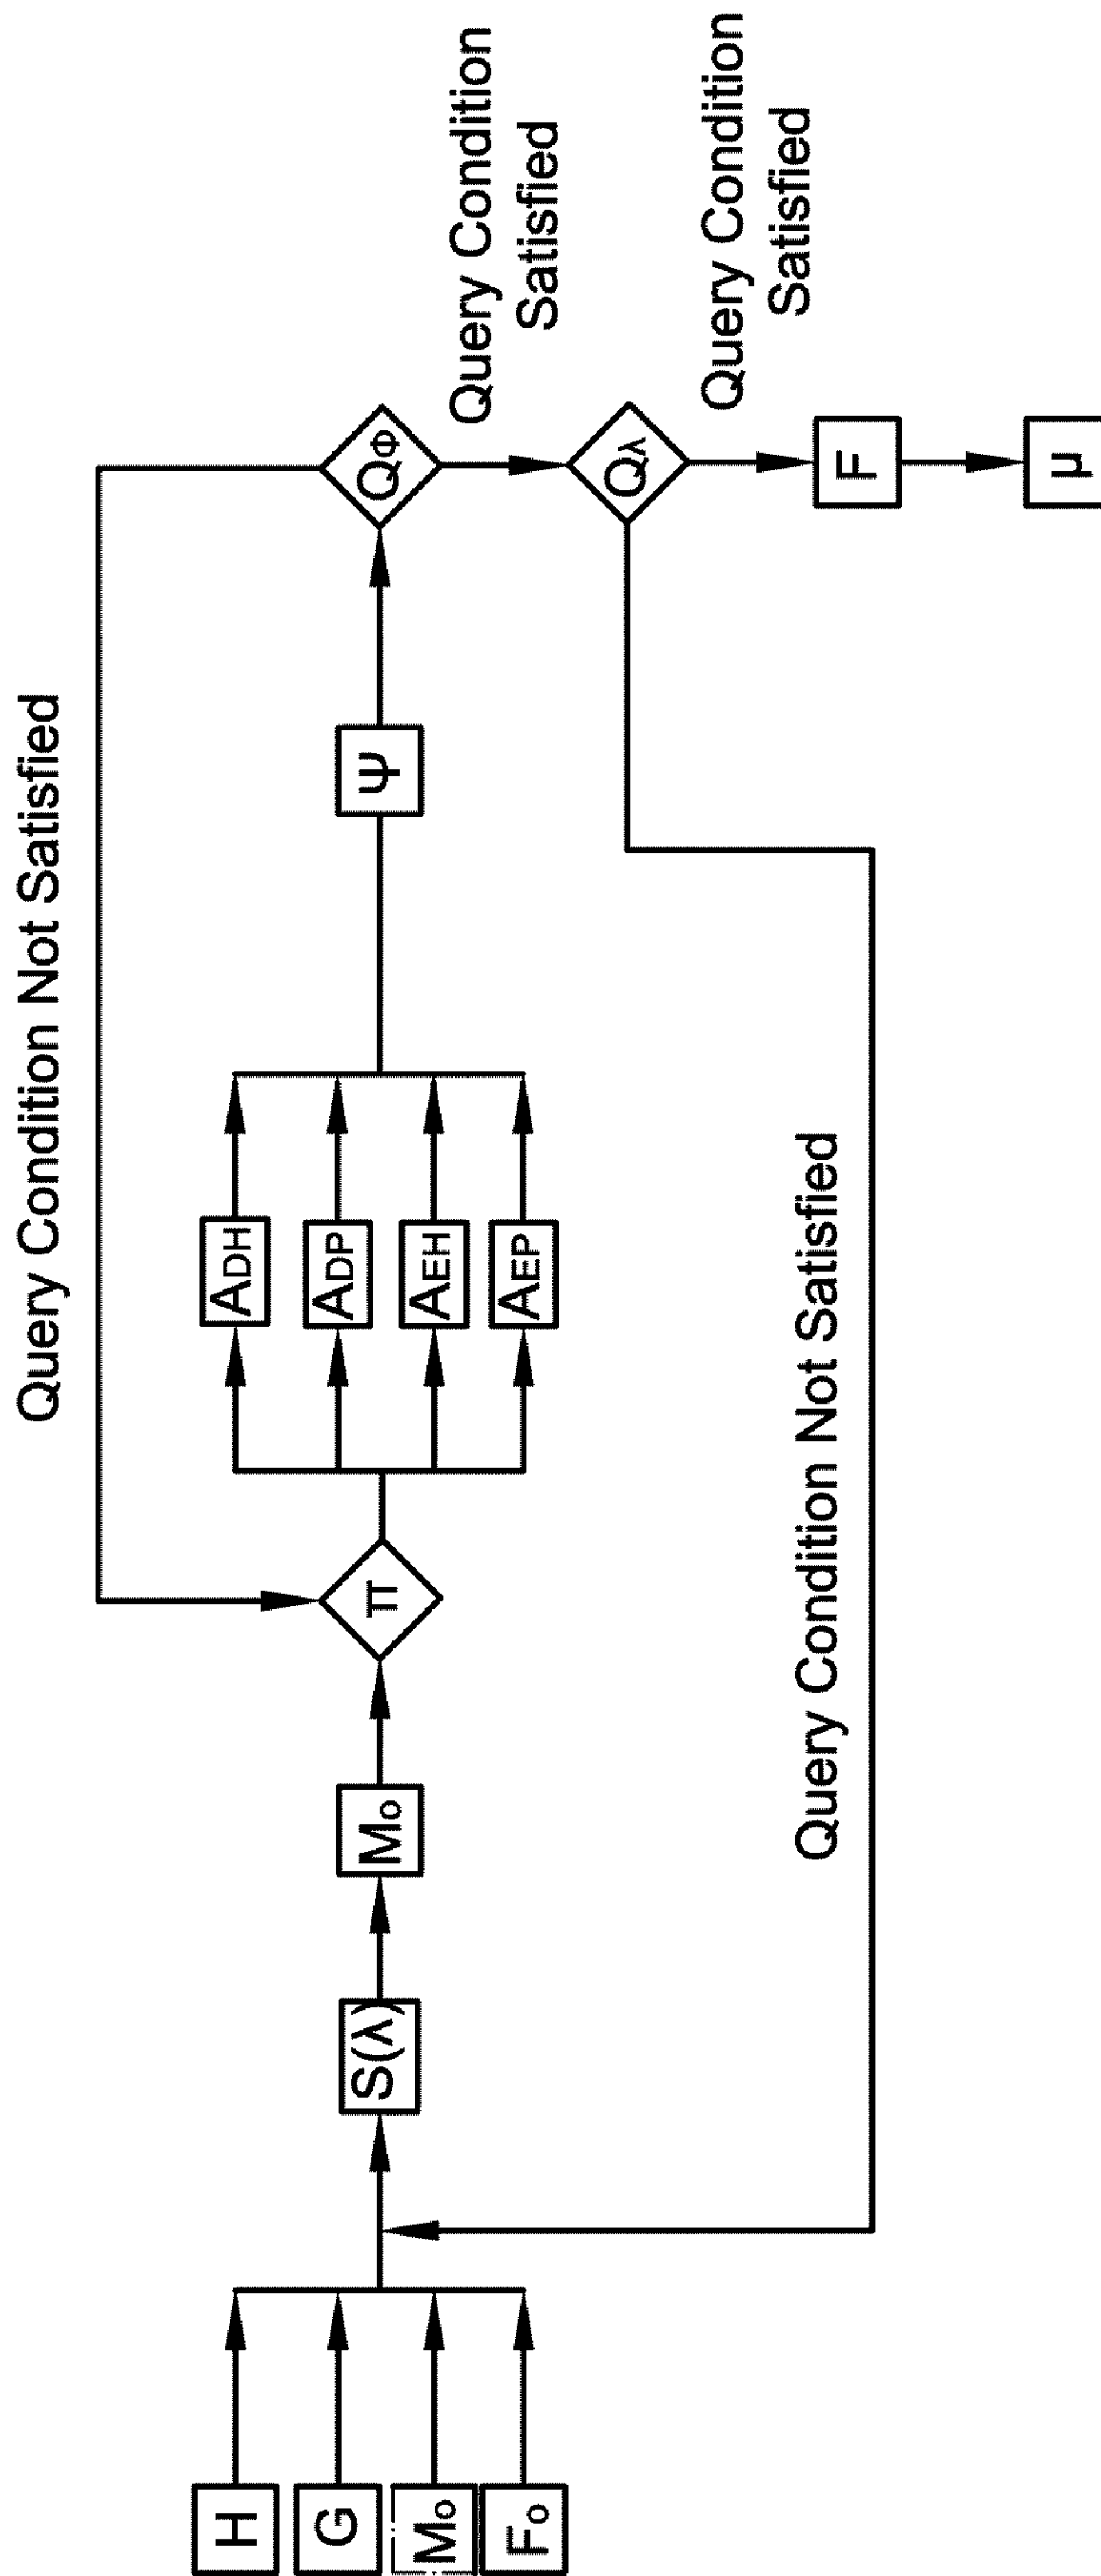 Query Condition Not Satisfied
H
G
Mo
Fo
S(λ)
Mo
π
ADH
ADP
AEH
AEP
Ψ
QΦ
Query Condition
Satisfied
Qγ
Query Condition
Satisfied
Query Condition Not Satisfied
F
μ